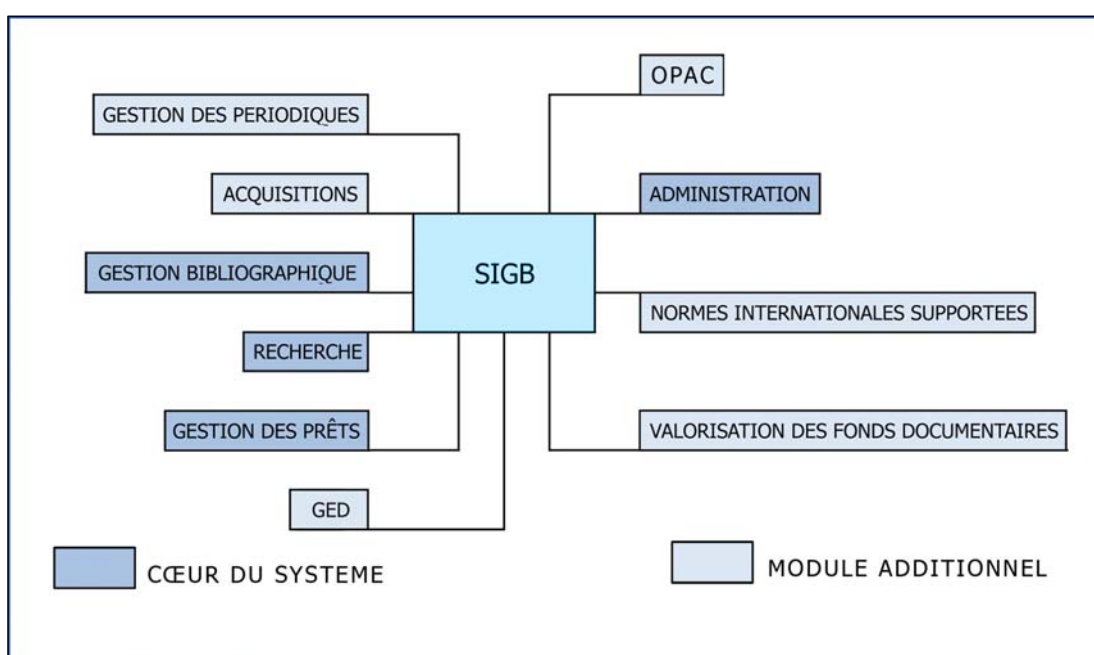 OPAC
GESTION DES PERIODIQUES
ACQUISITIONS
ADMINISTRATION
GESTION BIBLIOGRAPHIQUE
SIGB
NORMES INTERNATIONALES SUPPORTEES
RECHERCHE
GESTION DES PRÊTS
VALORISATION DES FONDS DOCUMENTAIRES
GED
CŒUR DU SYSTEME
MODULE ADDITIONNEL